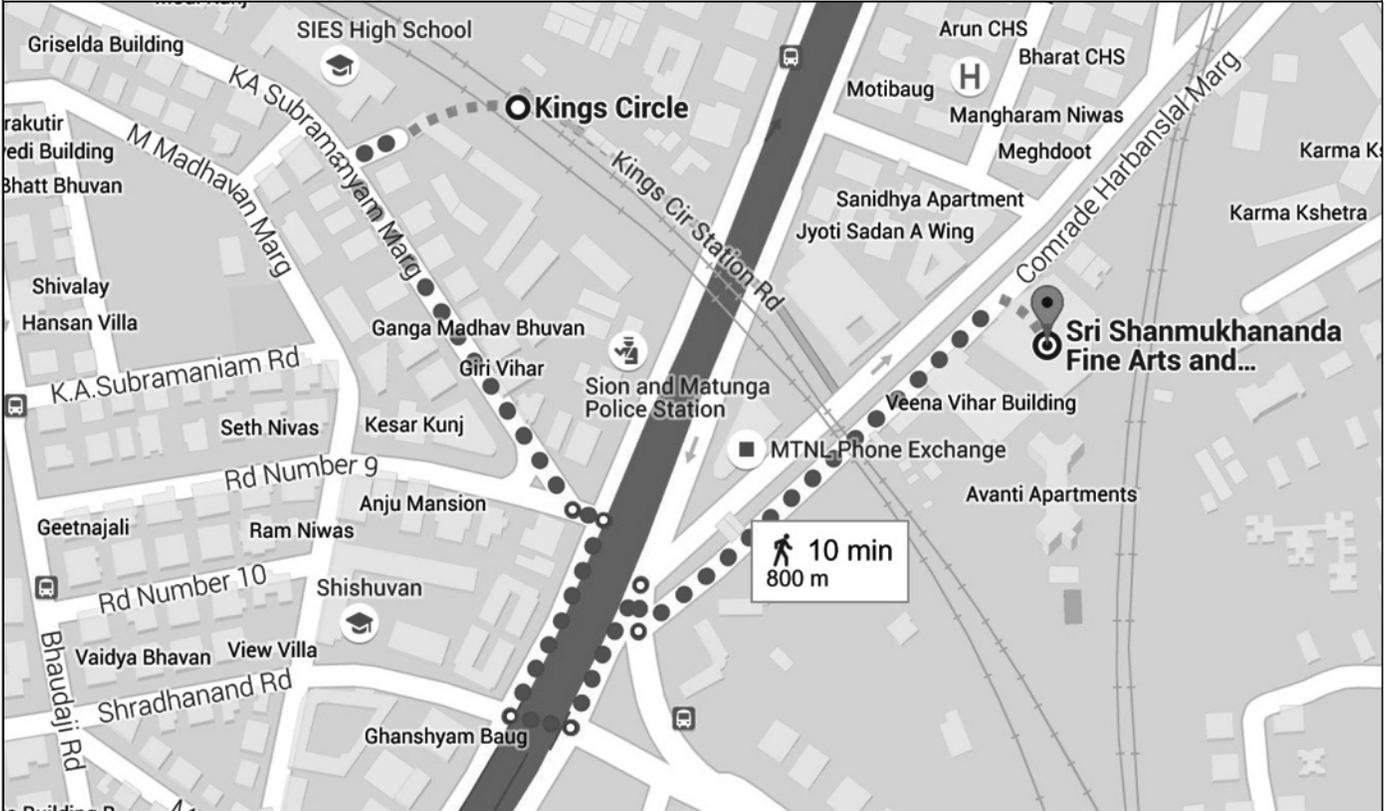 SIES High School
Griselda Building
Arun CHS
Bharat CHS
H
Motibaug
Kings Circle
KA Subramanyam Marg
Mangharam Niwas
M Madhavan Marg
Meghdoot
Karma
Bhatt Bhuvan
Kings Cir Station Rd
Comrade Harbanslal Marg
Sanidhya Apartment
Karma Kshetra
Jyoti Sadan A Wing
Shivalay
Hansan Villa
Ganga Madhav Bhuvan
Sri Shanmukhananda
Fine Arts and...
Giri Vihar
K.A.Subramaniam Rd
Sion and Matunga
Police Station
Veena Vihar Building
Seth Nivas
Kesar Kunj
MTNL Phone Exchange
Rd Number 9
Anju Mansion
Avanti Apartments
Geetnajali
Ram Niwas
10 min
800 m
Rd Number 10
Shishuvan
Vaidya Bhavan
View Villa
Bhaudaji Rd
Shradhanand Rd
Ghanshyam Baug